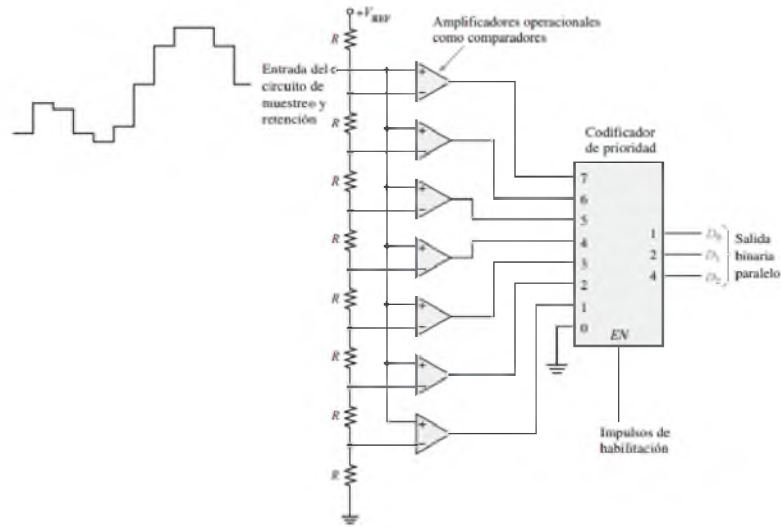 +V_REF
Amplificadores operacionales
como comparadores
R
Entrada del
circuito de
muestreo y
retención
+
−
R
+
−
Codificador
de prioridad
R
+
−
7
6
5
R
+
−
4
1
D0
Salida
3
2
D1
binaria
R
+
−
2
4
D2
paralelo
1
0
R
+
−
EN
R
+
−
Impulsos de
habilitación
R